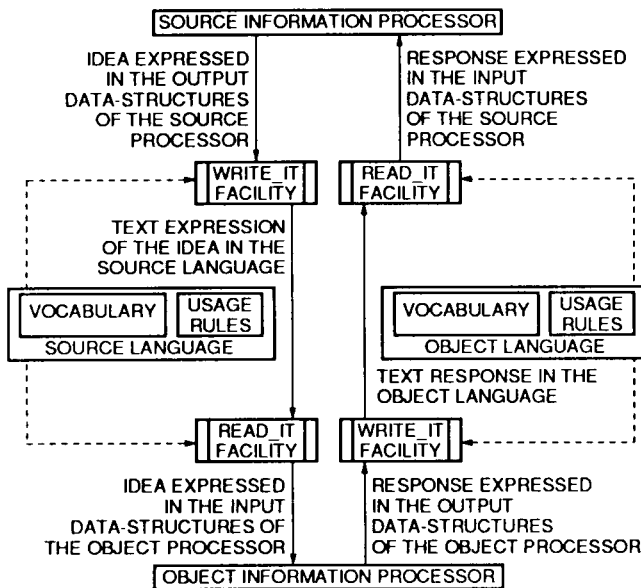 SOURCE INFORMATION PROCESSOR
IDEA EXPRESSED
IN THE OUTPUT
DATA-STRUCTURES
OF THE SOURCE
PROCESSOR
RESPONSE EXPRESSED
IN THE INPUT
DATA-STRUCTURES
OF THE SOURCE
PROCESSOR
WRITE_IT
FACILITY
READ_IT
FACILITY
TEXT EXPRESSION
OF THE IDEA IN THE
SOURCE LANGUAGE
VOCABULARY
USAGE
RULES
SOURCE LANGUAGE
VOCABULARY
USAGE
RULES
OBJECT LANGUAGE
TEXT RESPONSE IN THE
OBJECT LANGUAGE
READ_IT
FACILITY
WRITE_IT
FACILITY
IDEA EXPRESSED
IN THE INPUT
DATA-STRUCTURES OF
THE OBJECT PROCESSOR
RESPONSE EXPRESSED
IN THE OUTPUT
DATA-STRUCTURES
OF THE OBJECT PROCESSOR
OBJECT INFORMATION PROCESSOR